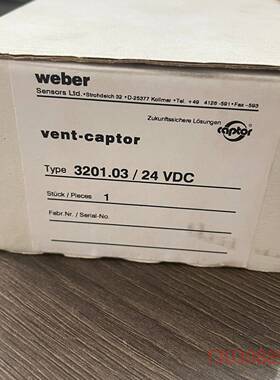 weber
Sensors Ltd. •Strohdeich 32 •D-25377 Kollmar •Tel. +49 4128 -591 •Fax -593
Zukunftssichere Lösungen
captor
vent-captor
Type 3201.03 / 24 VDC
Stück / Pieces 1
Fabr.Nr. / Serial-No.